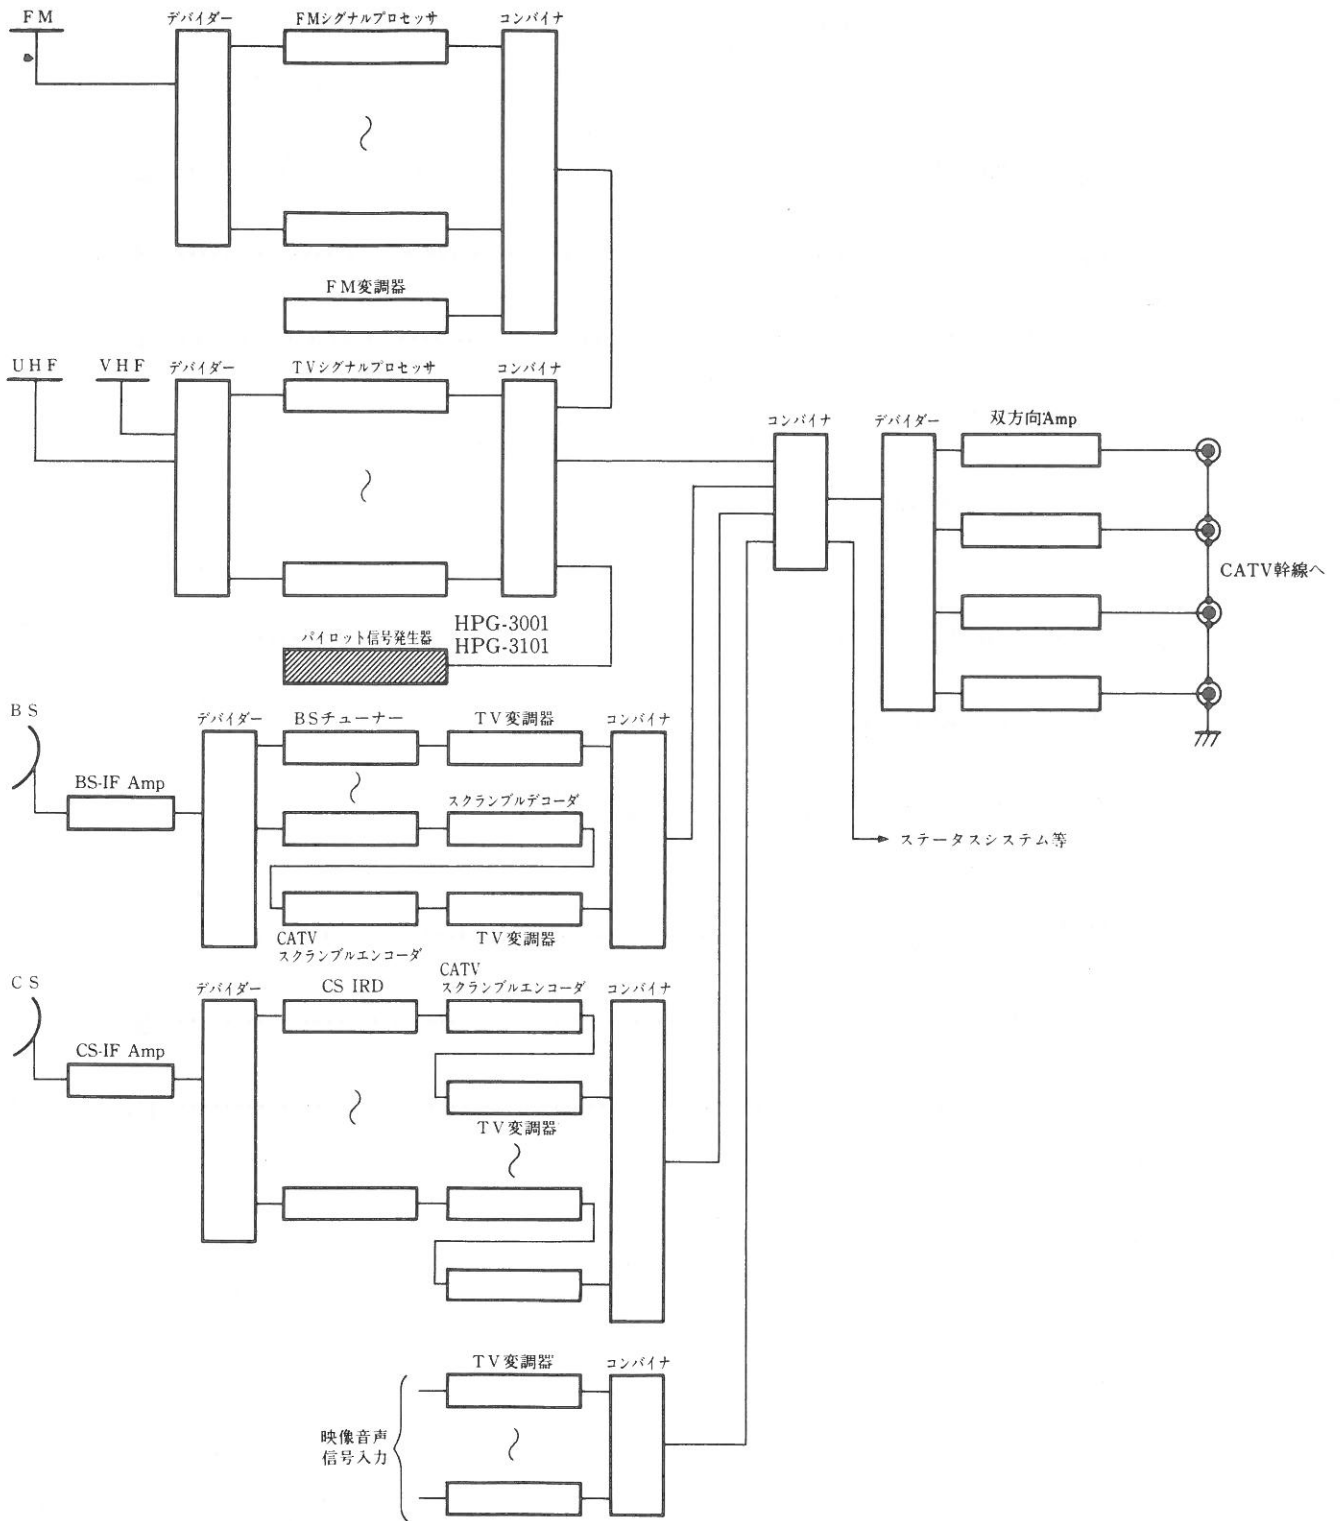 FM
デバイダー
FMシグナルプロセッサ
コンバイナ
FM変調器
UHF
VHF
デバイダー
TVシグナルプロセッサ
コンバイナ
コンバイナ
デバイダー
双方向Amp
CATV幹線へ
HPG-3001
HPG-3101
パイロット信号発生器
BS
デバイダー
BSチューナー
TV変調器
コンバイナ
BS-IF Amp
スクランブルデコーダ
ステータスシステム等
CATV
スクランブルエンコーダ
TV変調器
CS
デバイダー
CS IRD
CATV
スクランブルエンコーダ
コンバイナ
CS-IF Amp
TV変調器
TV変調器
コンバイナ
映像音声
信号入力